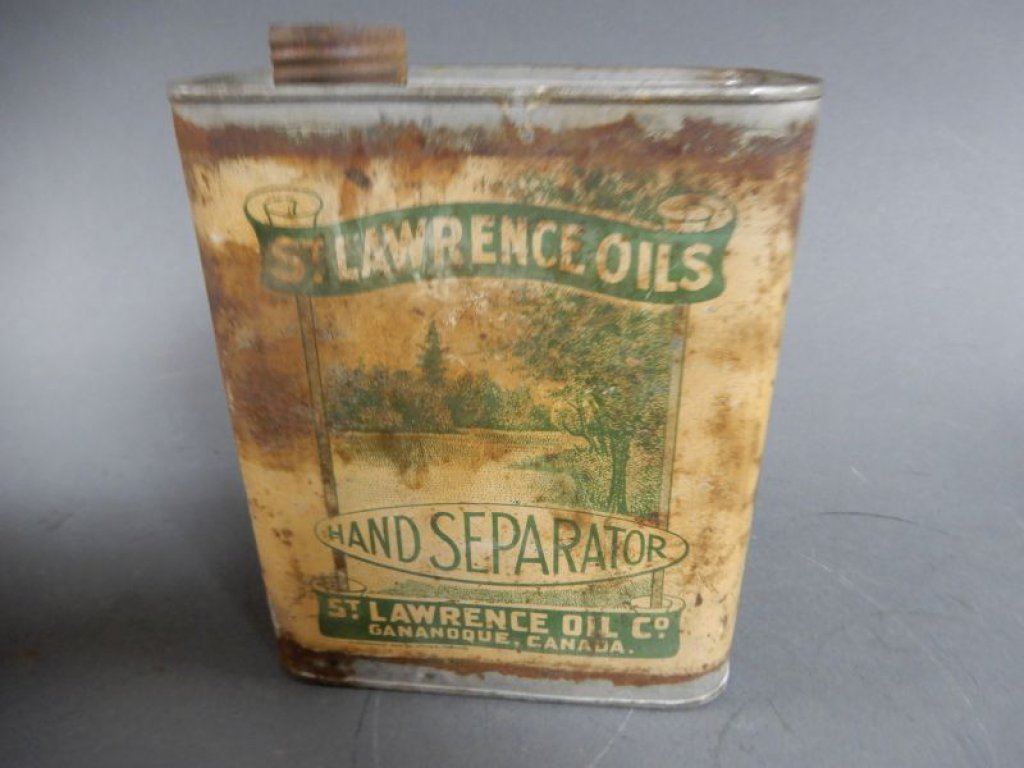 ST LAWRENCE OILS
HAND SEPARATOR
ST LAWRENCE OIL CO
GANANOQUE, CANADA.